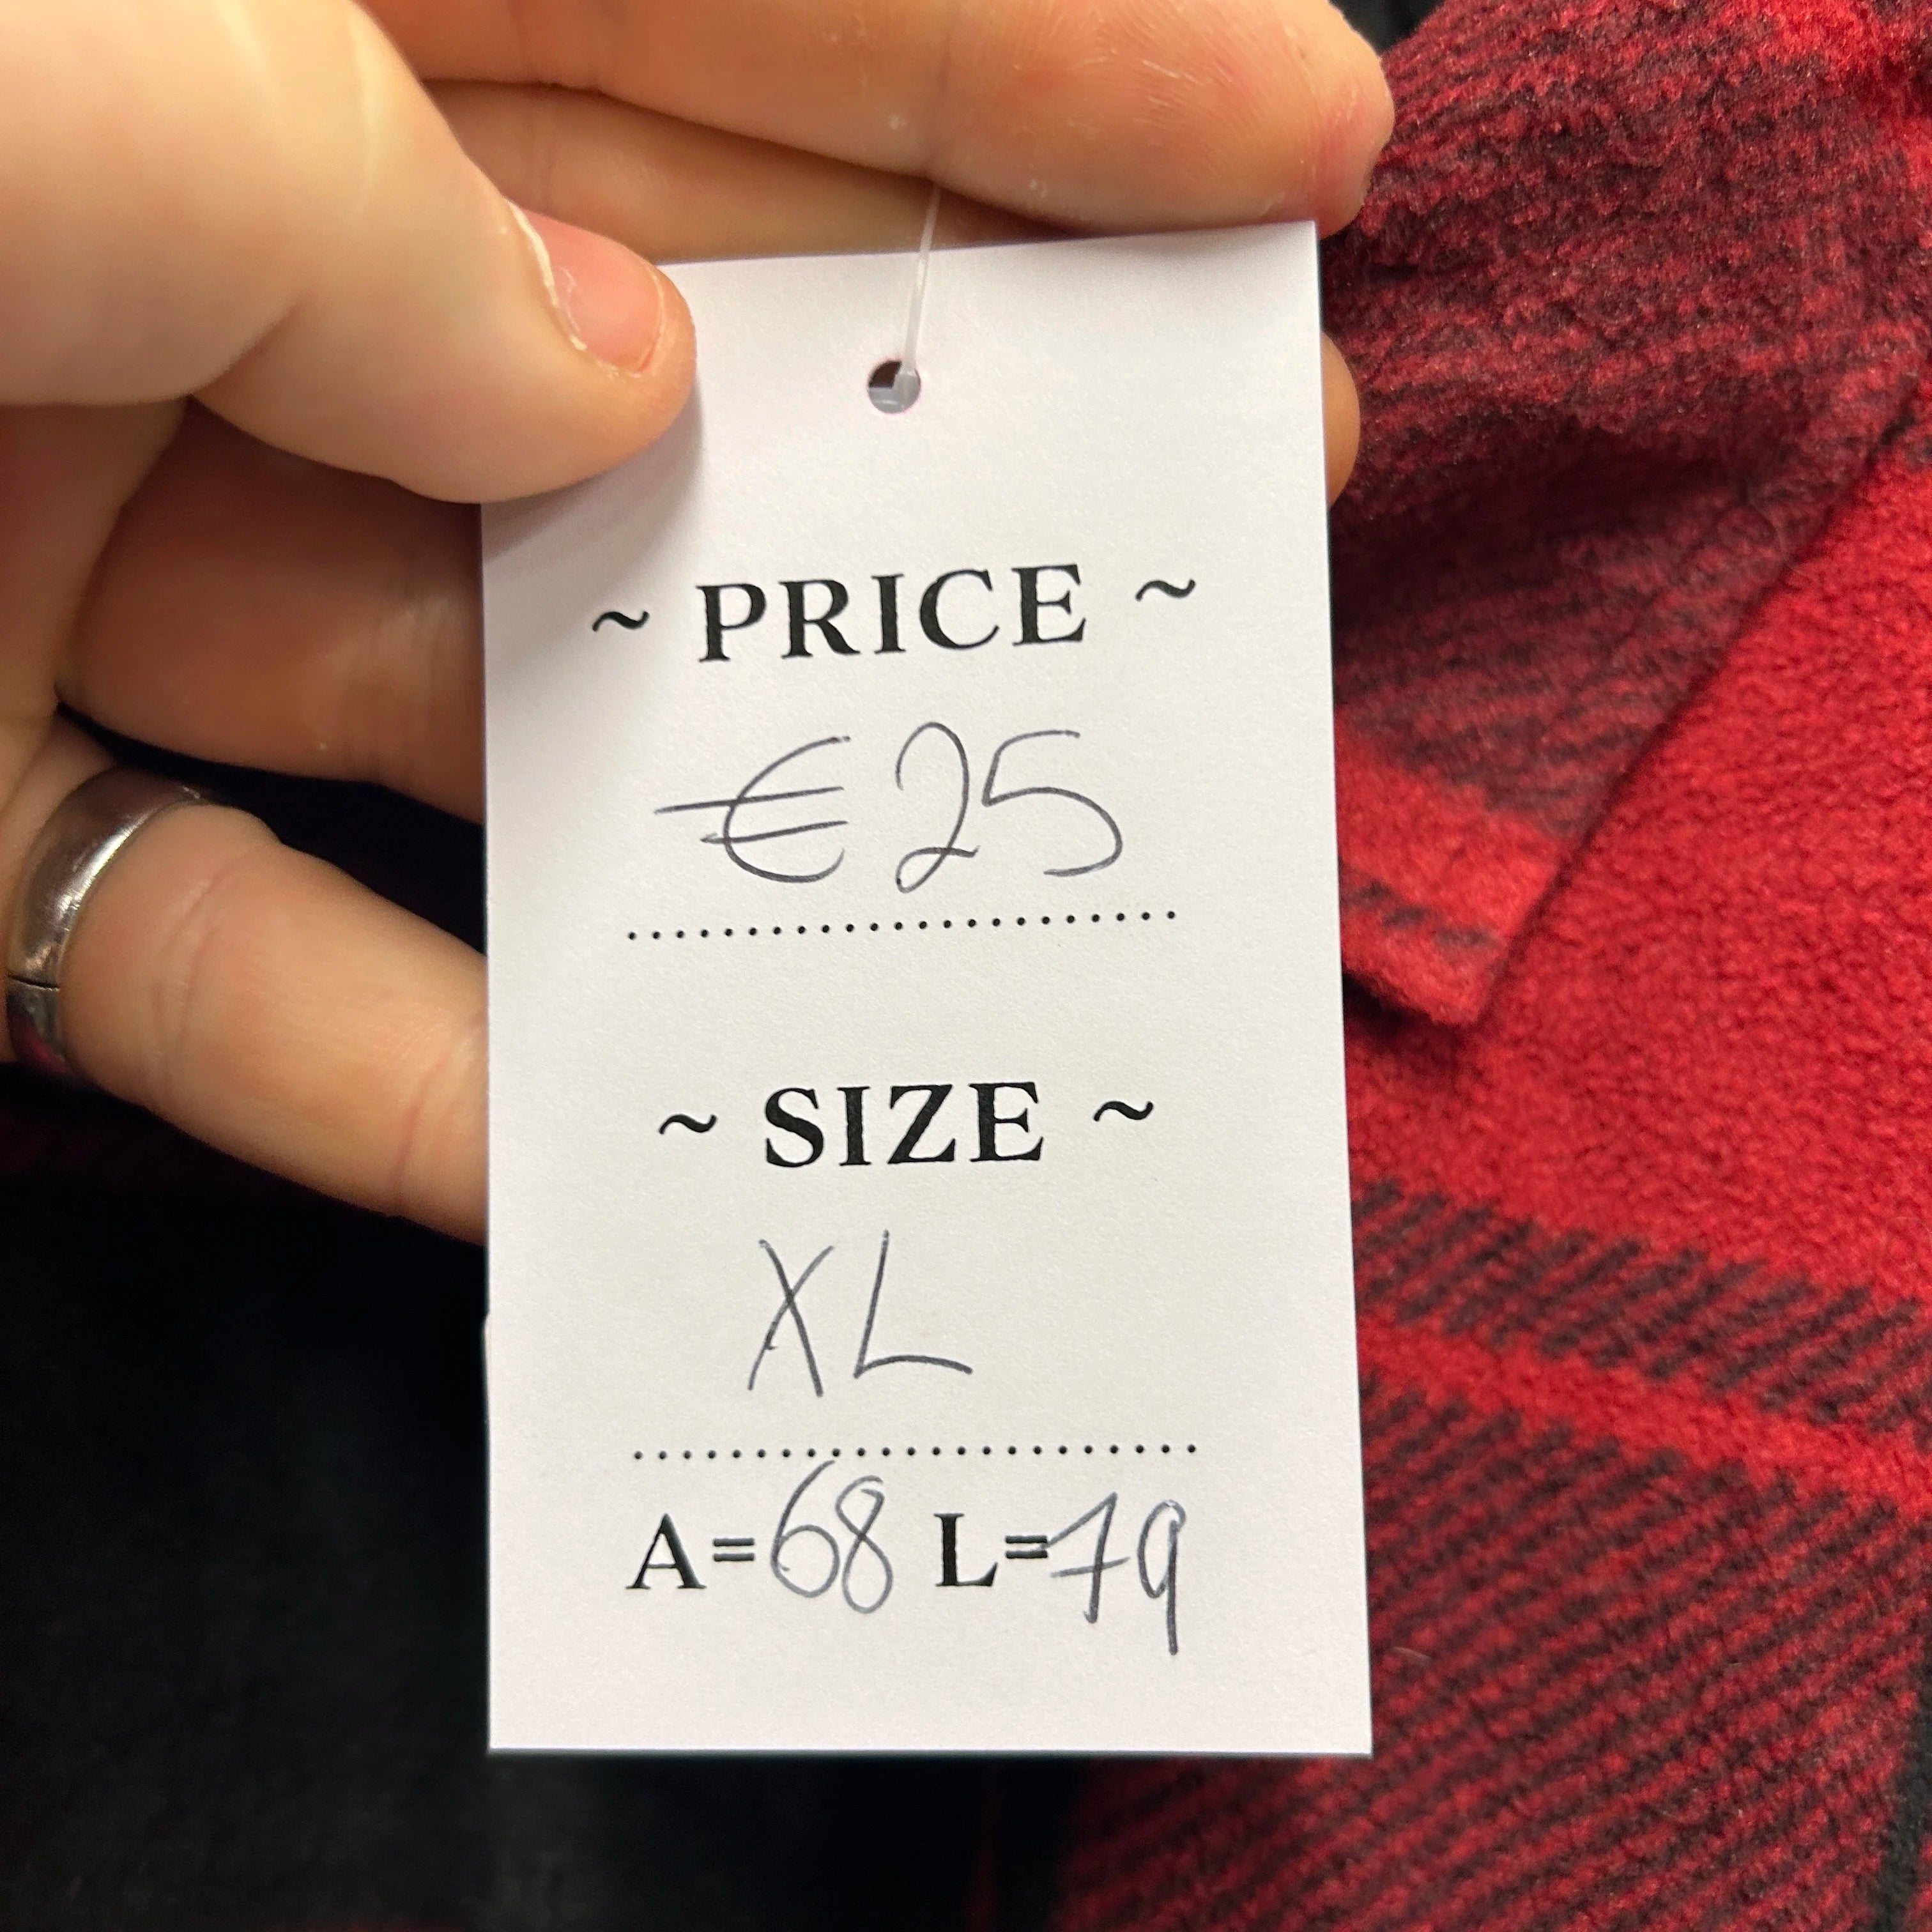 ~ PRICE ~
€25
~ SIZE ~
XL
A=68 L=79